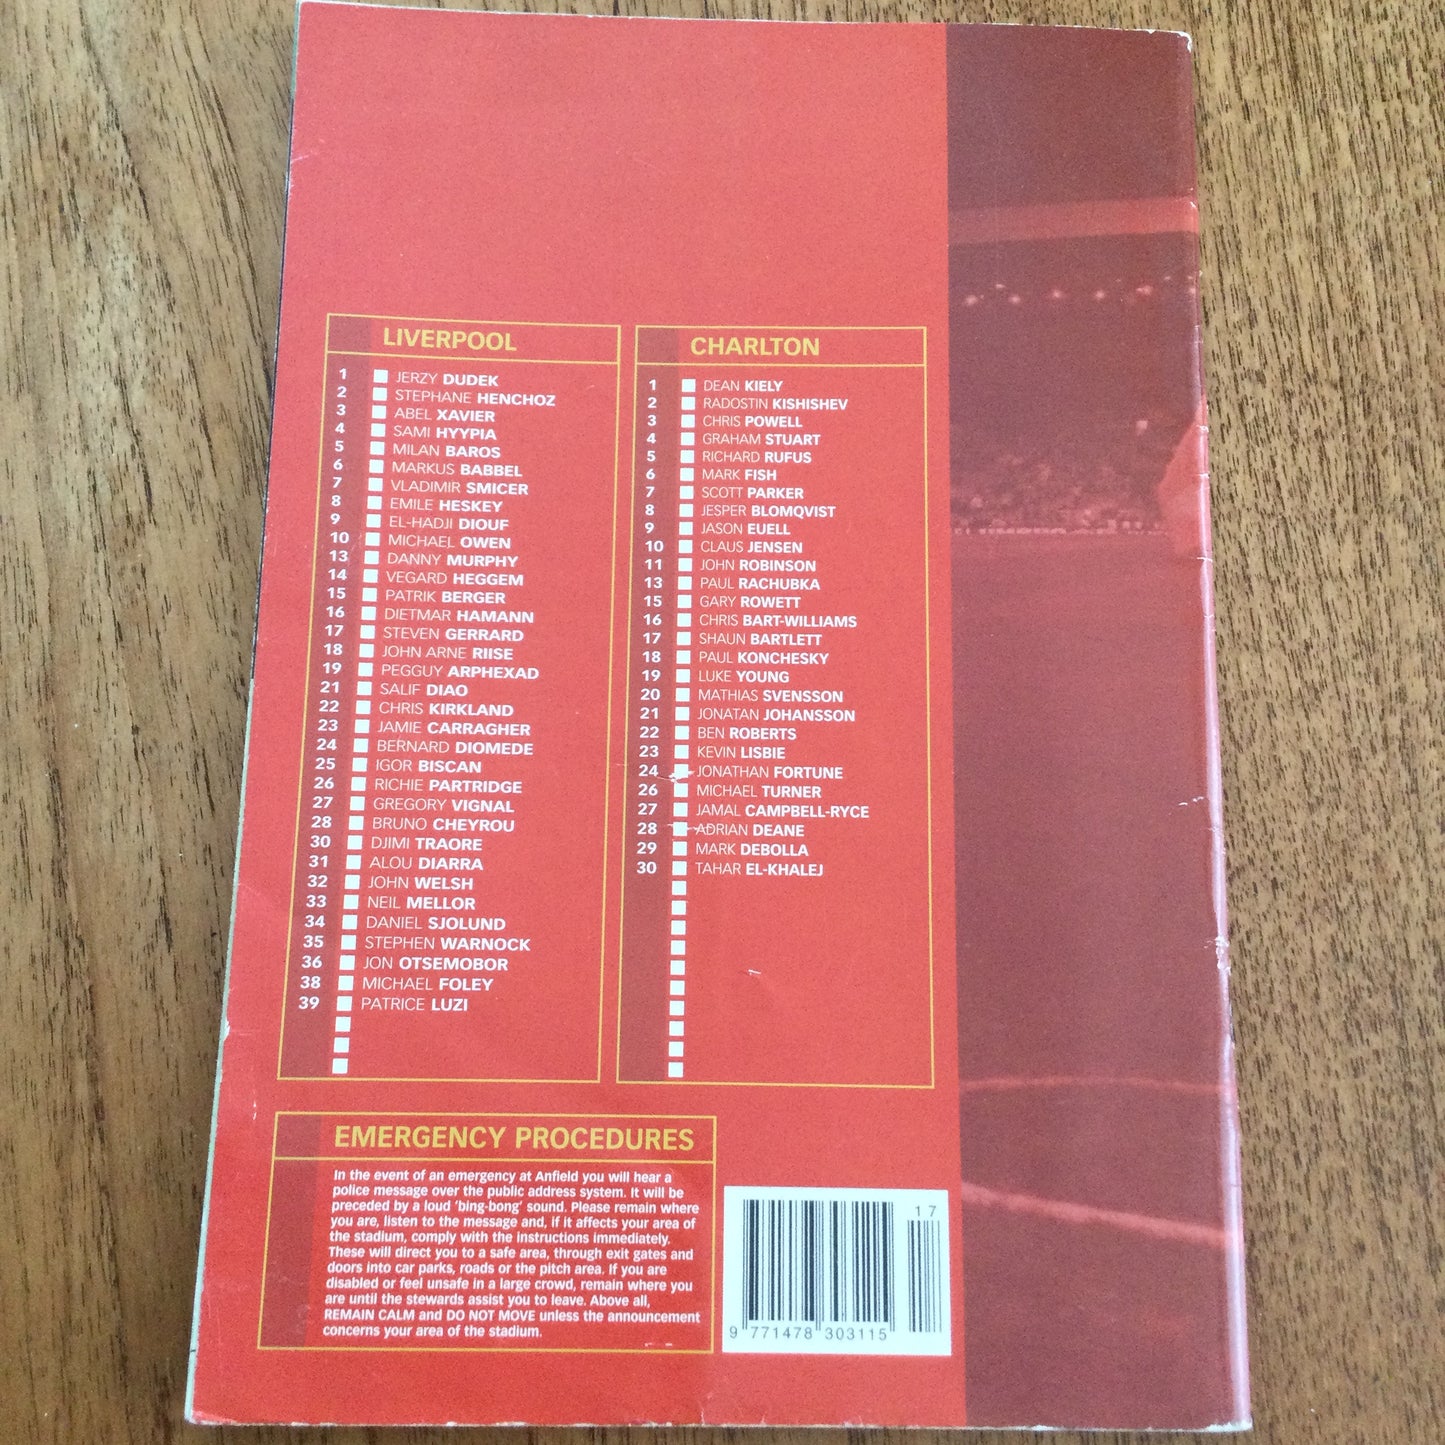 LIVERPOOL
1 JERZY DUDEK
2 STEPHANE HENCHOZ
3 ABEL XAVIER
4 SAMI HYYPIA
5 MILAN BAROS
6 MARKUS BABBEL
7 VLADIMIR SMICER
8 EMILE HESKEY
9 EL-HADJI DIOUF
10 MICHAEL OWEN
13 DANNY MURPHY
14 VEGARD HEGGEM
15 PATRIK BERGER
16 DIETMAR HAMANN
17 STEVEN GERRARD
18 JOHN ARNE RIISE
19 PEGGUY ARPHEXAD
21 SALIF DIAO
22 CHRIS KIRKLAND
23 JAMIE CARRAGHER
24 BERNARD DIOMEDE
25 IGOR BISCAN
26 RICHIE PARTRIDGE
27 GREGORY VIGNAL
28 BRUNO CHEYROU
30 DJIMI TRAORE
31 ALOU DIARRA
32 JOHN WELSH
33 NEIL MELLOR
34 DANIEL SJOLUND
35 STEPHEN WARNOCK
36 JON OTSEMOBOR
38 MICHAEL FOLEY
39 PATRICE LUZI
CHARLTON
1 DEAN KIELY
2 RADOSTIN KISHISHEV
3 CHRIS POWELL
4 GRAHAM STUART
5 RICHARD RUFUS
6 MARK FISH
7 SCOTT PARKER
8 JESPER BLOMQVIST
9 JASON EUELL
10 CLAUS JENSEN
11 JOHN ROBINSON
13 PAUL RACHUBKA
15 GARY ROWETT
16 CHRIS BART-WILLIAMS
17 SHAUN BARTLETT
18 PAUL KONCHESKY
19 LUKE YOUNG
20 MATHIAS SVENSSON
21 JONATAN JOHANSSON
22 BEN ROBERTS
23 KEVIN LISBIE
24 JONATHAN FORTUNE
26 MICHAEL TURNER
27 JAMAL CAMPBELL-RYCE
28 ADRIAN DEANE
29 MARK DEBOLLA
30 TAHAR EL-KHALEJ
EMERGENCY PROCEDURES
In the event of an emergency at Anfield you will hear a
police message over the public address system. It will be
preceded by a loud 'bing-bong' sound. Please remain where
you are, listen to the message and, if it affects your area of
the stadium, comply with the instructions immediately.
These will direct you to a safe area, through exit gates and
doors into car parks, roads or the pitch area. If you are
disabled or feel unsafe in a large crowd, remain where you
are until the stewards assist you to leave. Above all,
REMAIN CALM and DO NOT MOVE unless the announcement
concerns your area of the stadium.
17
9 771478 303115